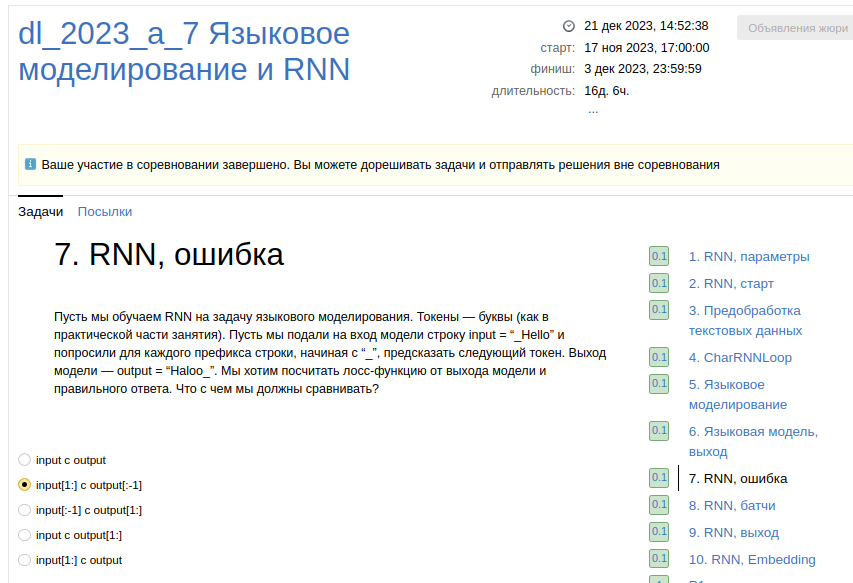 dl_2023_a_7 Языковое
моделирование и RNN
21 дек 2023, 14:52:38
старт: 17 ноя 2023, 17:00:00
финиш: 3 дек 2023, 23:59:59
длительность: 16д. 6ч.
...
Объявления жюри
Ваше участие в соревновании завершено. Вы можете дорешивать задачи и отправлять решения вне соревнования
Задачи Посылки
7. RNN, ошибка
Пусть мы обучаем RNN на задачу языкового моделирования. Токены — буквы (как в
практической части занятия). Пусть мы подали на вход модели строку input = “_Hello” и
попросили для каждого префикса строки, начиная с “_”, предсказать следующий токен. Выход
модели — output = “Haloo_”. Мы хотим посчитать лосс-функцию от выхода модели и
правильного ответа. Что с чем мы должны сравнивать?
input с output
input[1:] с output[:-1]
input[:-1] с output[1:]
input с output[1:]
input[1:] с output
0.1 1. RNN, параметры
0.1 2. RNN, старт
0.1 3. Предобработка
текстовых данных
0.1 4. CharRNNLoop
0.1 5. Языковое
моделирование
0.1 6. Языковая модель,
выход
0.1 7. RNN, ошибка
0.1 8. RNN, батчи
0.1 9. RNN, выход
0.1 10. RNN, Embedding